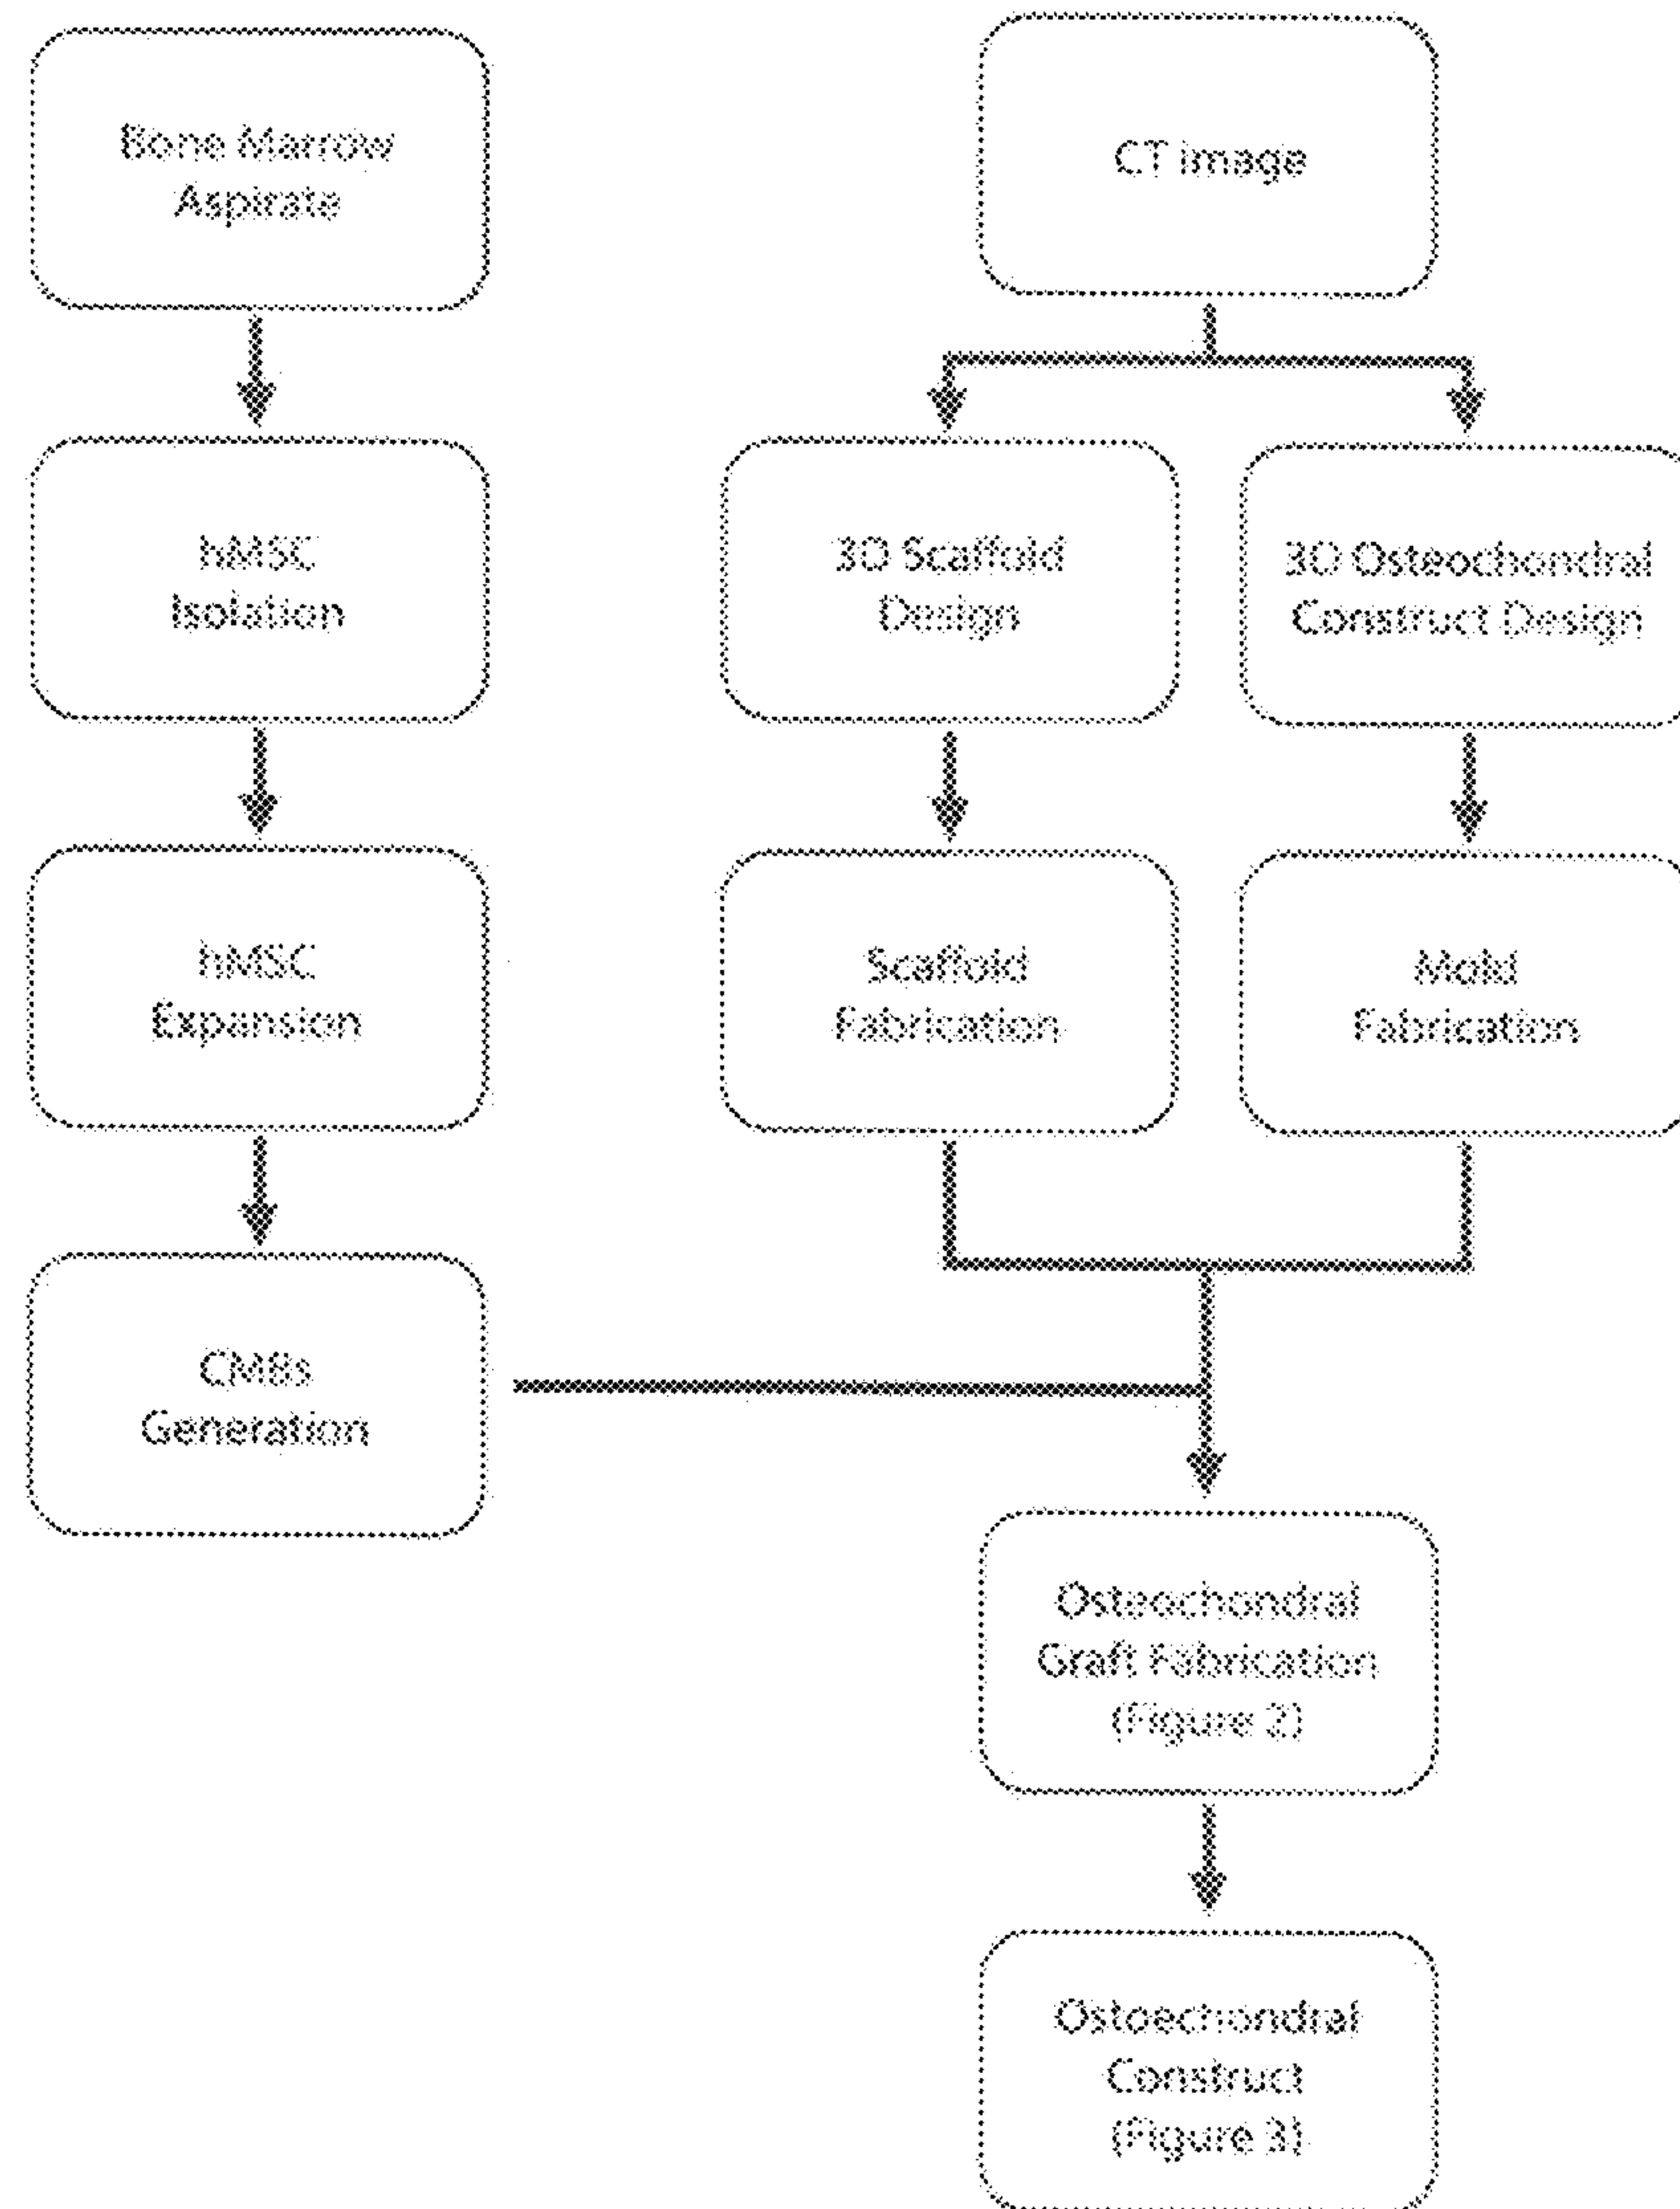 Bone Marrow
Aspirate
hMSC
Isolation
hMSC
Expansion
CMBs
Generation
CT image
3D Scaffold
Design
3D Osteochondral
Construct Design
Scaffold
Fabrication
Mold
Fabrication
Osteochondral
Graft Fabrication
(Figure 2)
Ostoechondral
Construct
(Figure 3)